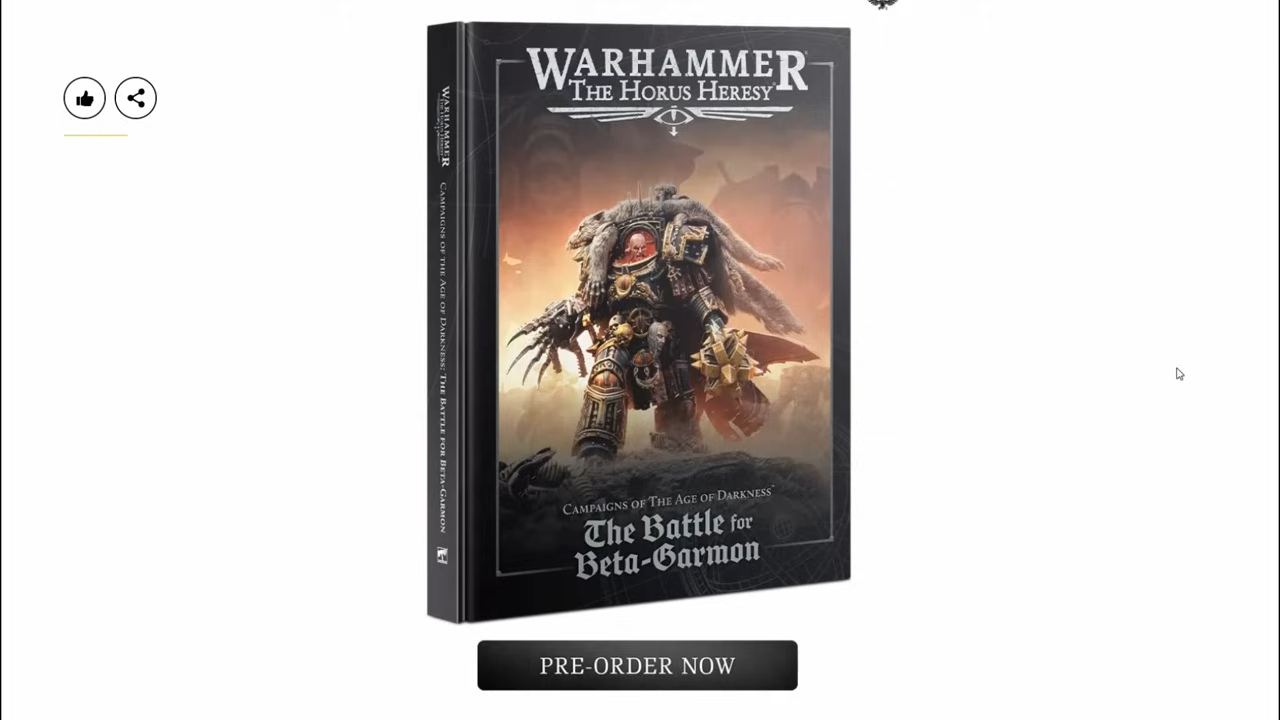 WARHAMMER
THE HORUS HERESY
CAMPAIGNS OF THE AGE OF DARKNESS™
The Battle for
Beta-Garmon
WARHAMMER
THE HORUS HERESY
CAMPAIGNS OF THE AGE OF DARKNESS: THE BATTLE FOR BETA-GARMON
PRE-ORDER NOW